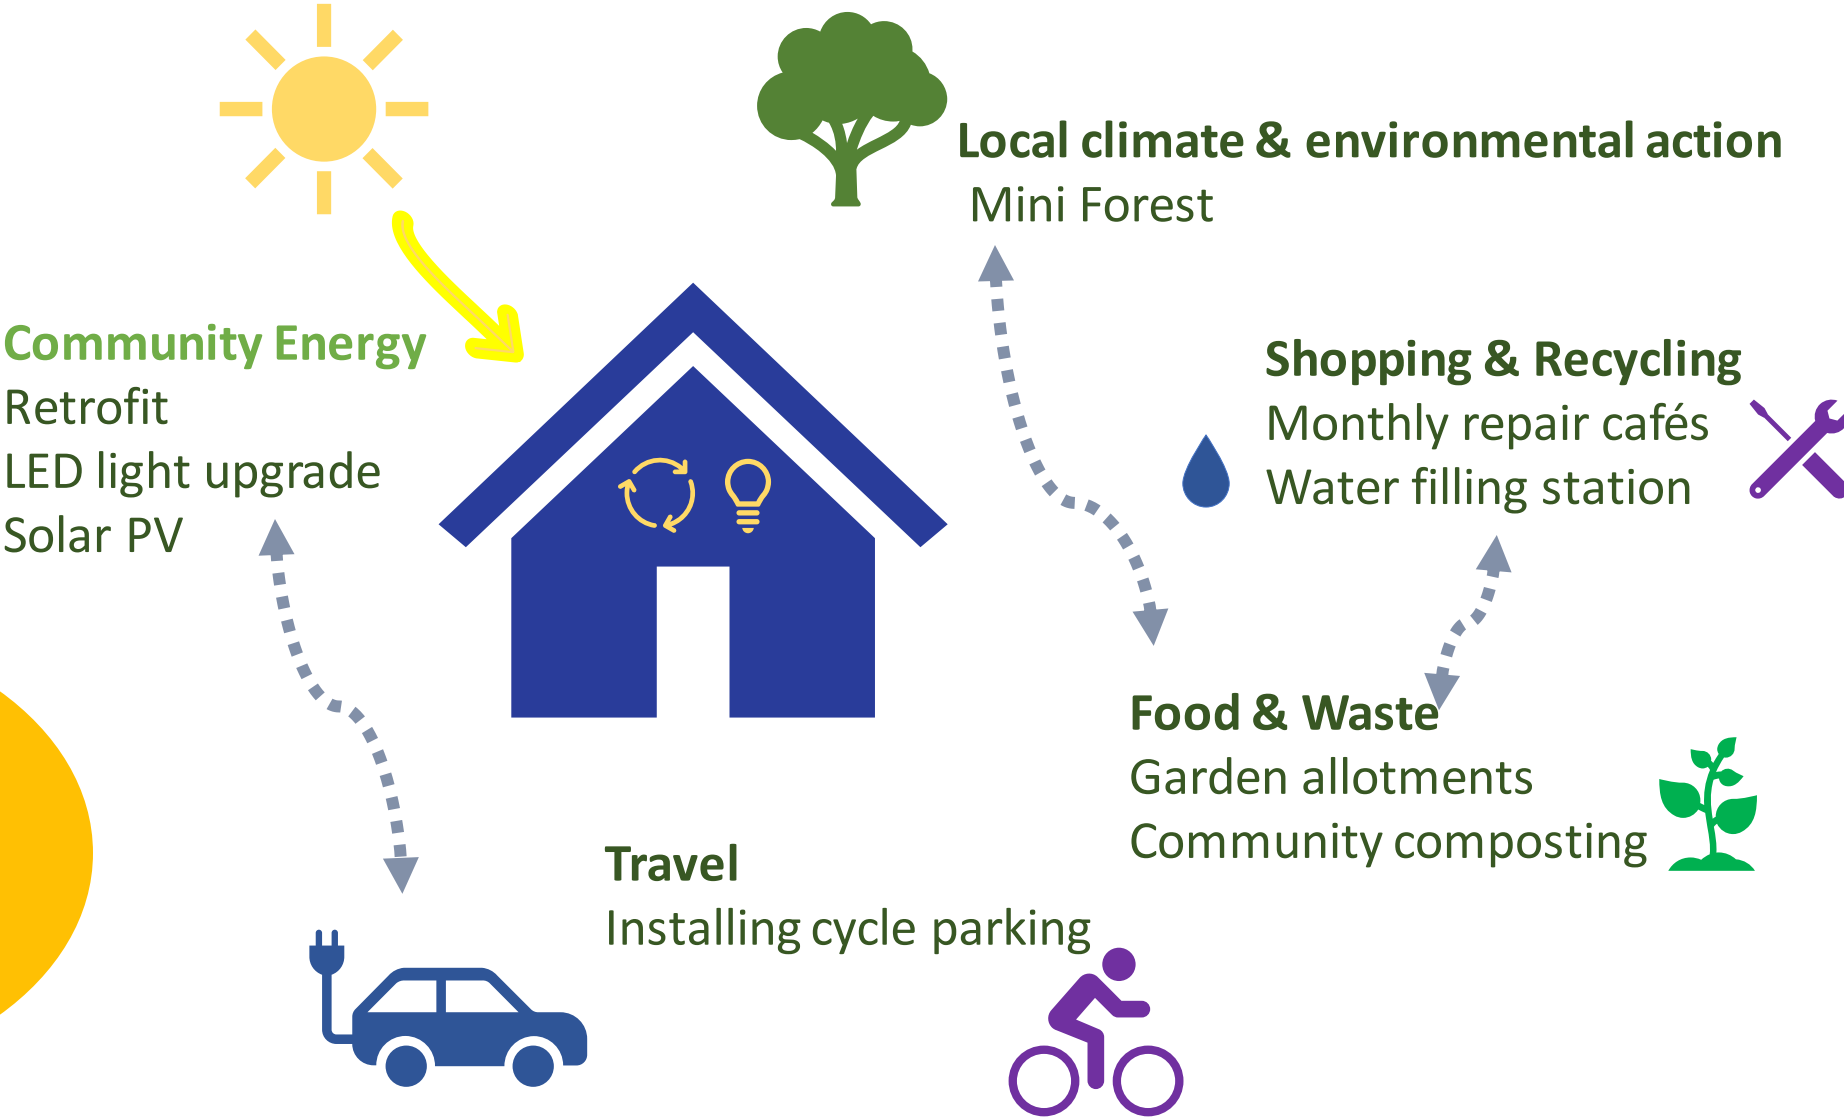 Local climate & environmental action
Mini Forest
Community Energy
Retrofit
LED light upgrade
Solar PV
Shopping & Recycling
Monthly repair cafés
Water filling station
Food & Waste
Garden allotments
Community composting
Travel
Installing cycle parking